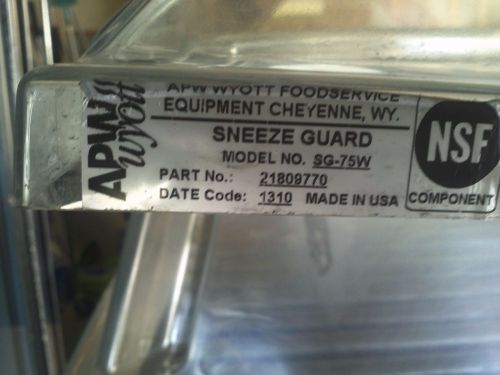 APW
wyott
APW WYOTT FOODSERVICE
EQUIPMENT CHEYENNE, WY.
SNEEZE GUARD
MODEL NO. SG-75W
PART No.: 21809770
DATE Code: 1310 MADE IN USA
NSF
COMPONENT